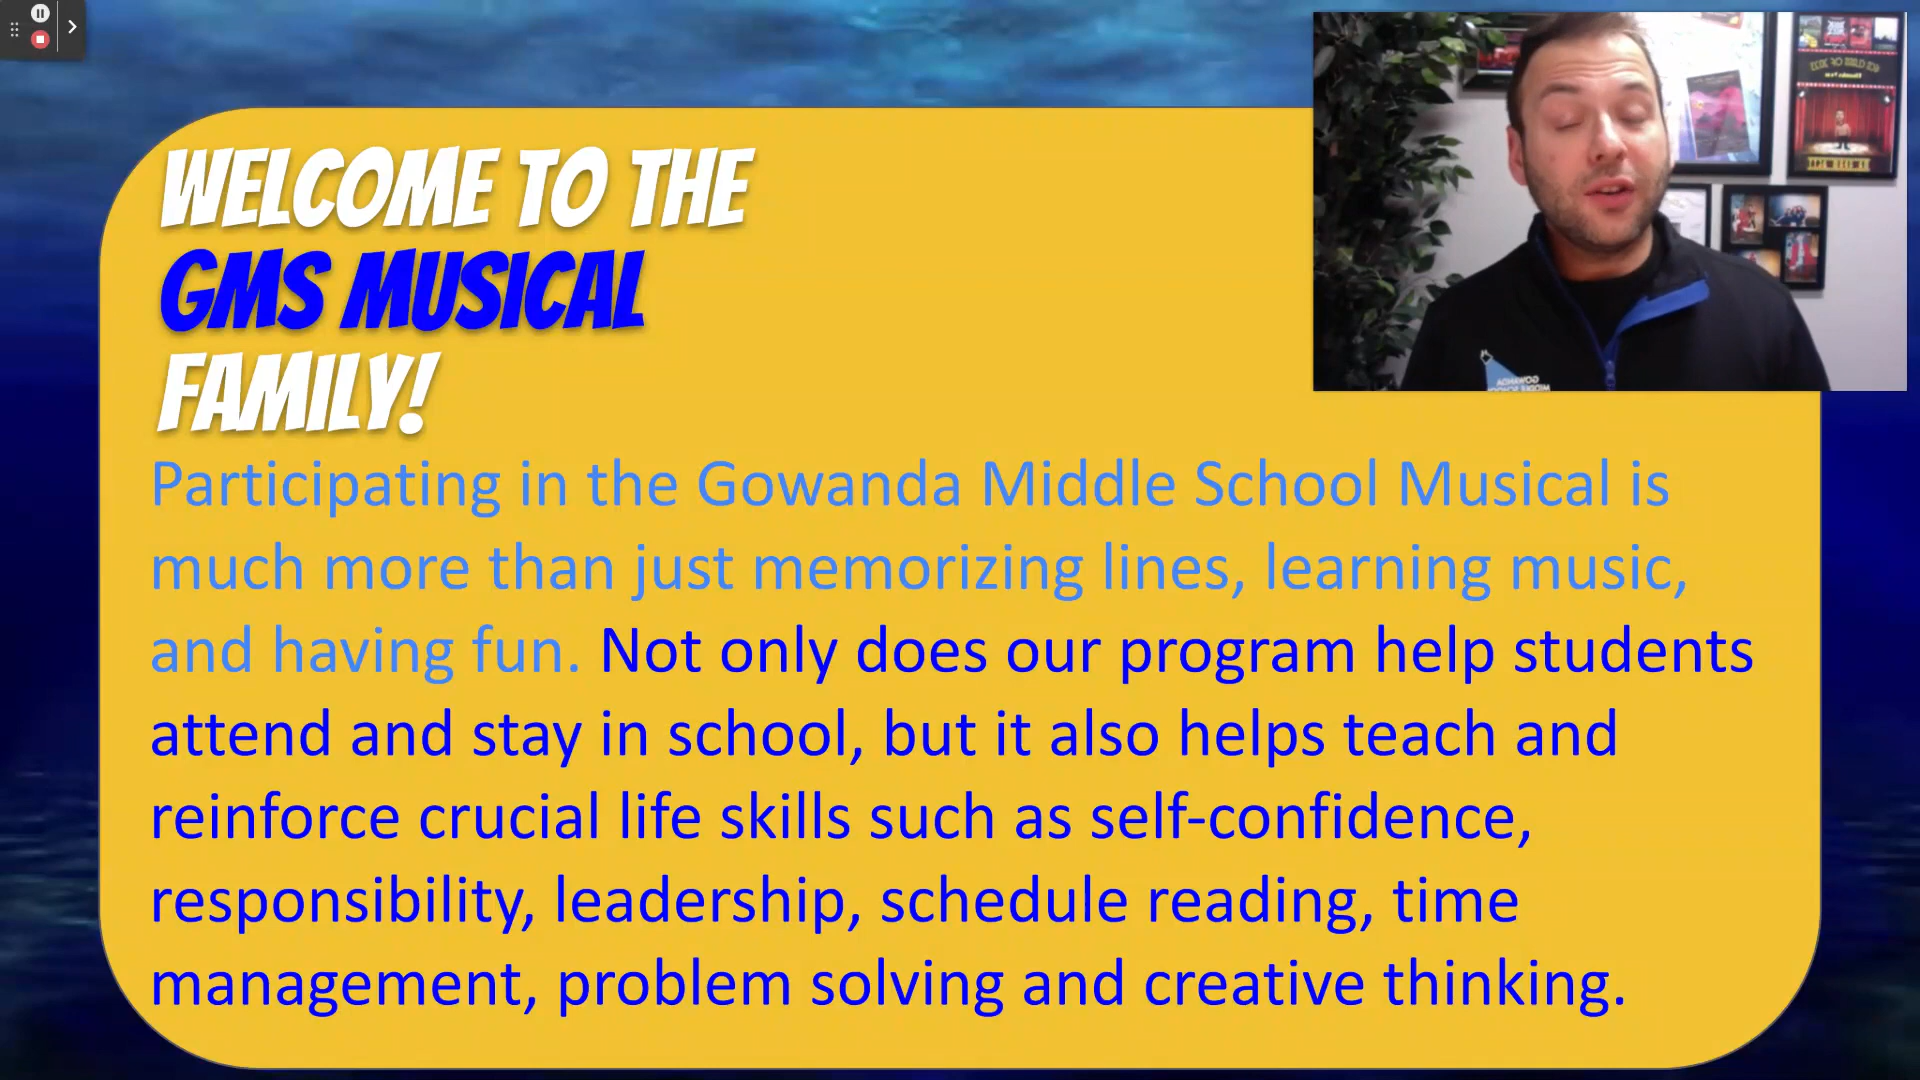 WELCOME TO THE
GMS MUSICAL
FAMILY!
Participating in the Gowanda Middle School Musical is
much more than just memorizing lines, learning music,
and having fun. Not only does our program help students
attend and stay in school, but it also helps teach and
reinforce crucial life skills such as self-confidence,
responsibility, leadership, schedule reading, time
management, problem solving and creative thinking.
GOWANDA
MIDDLE SCHOOL